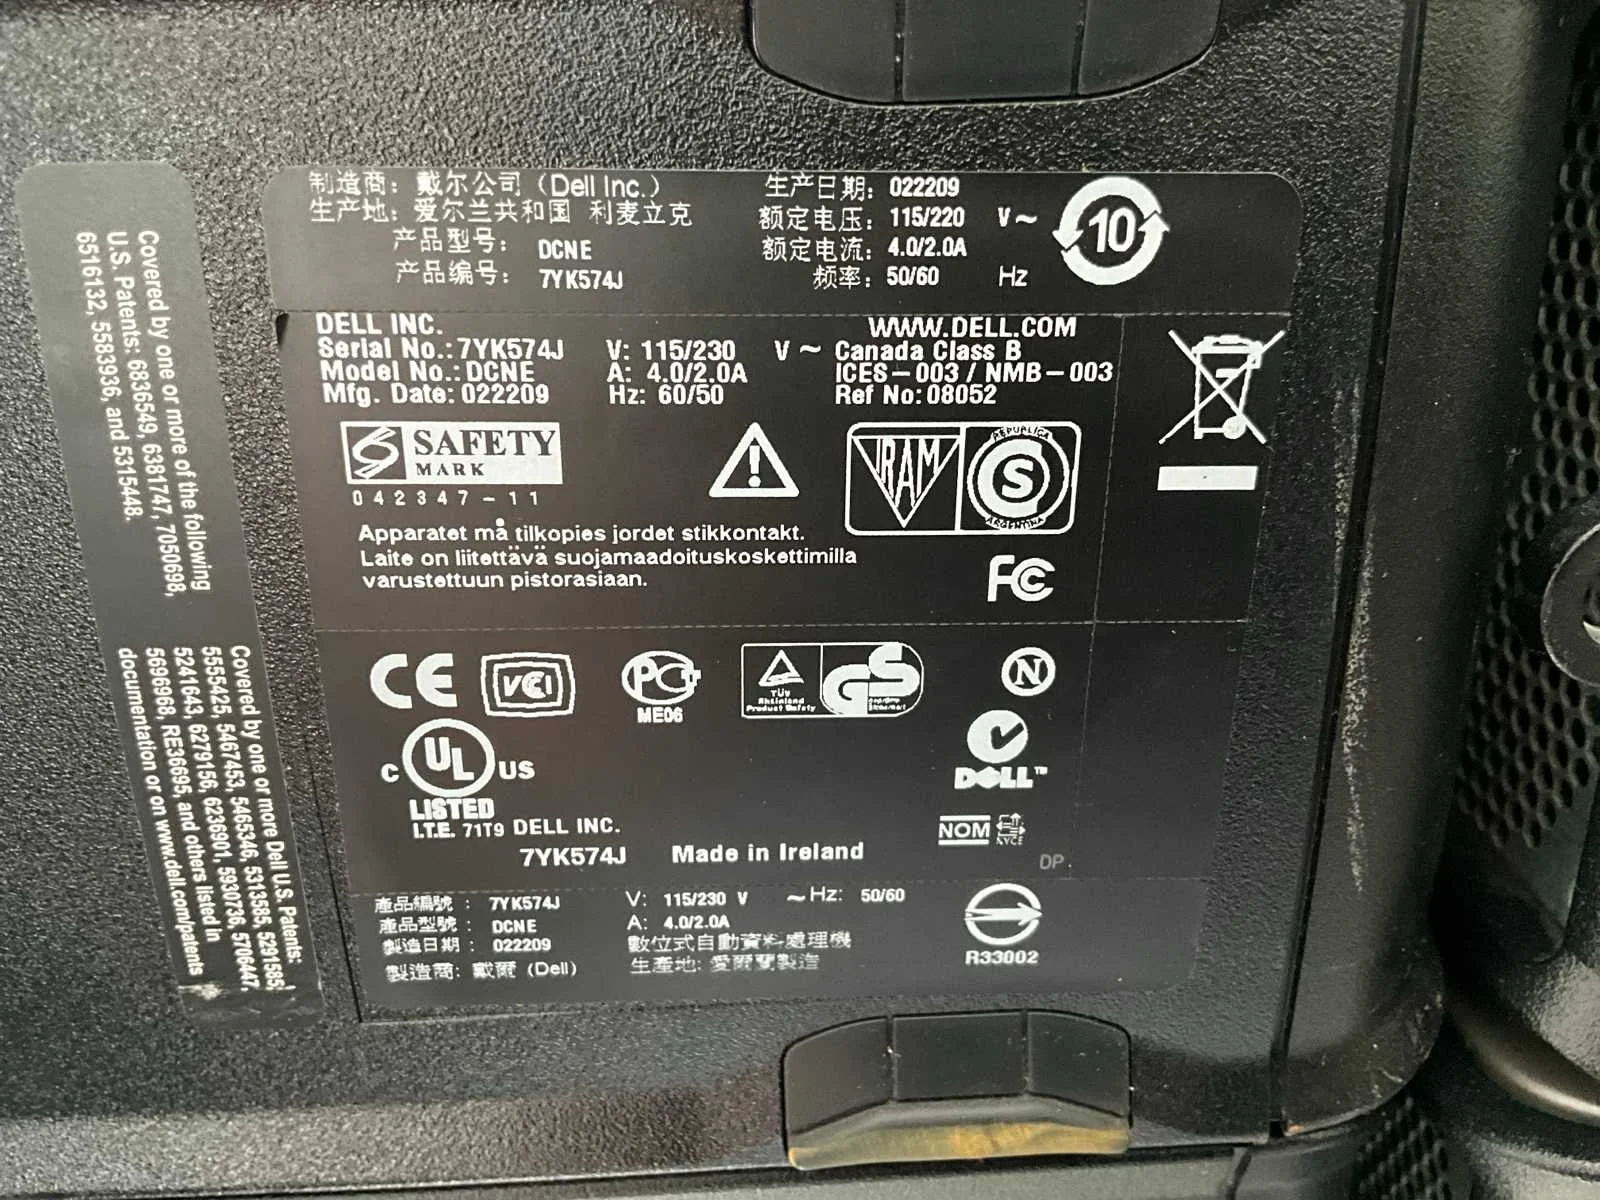 Covered by one or more of the following
U.S. Patents: 6836549, 6381747, 7050698,
6516132, 5583936, and 5315448.
Covered by one or more Dell U.S. Patents:
5555425, 5467453, 5465346, 5313585, 5291585,
5241643, 6279156, 6236901, 5930736, 5706447,
5696968, RE36695, and others listed in
documentation or on www.dell.com/patents
制造商：戴尔公司（Dell Inc.）
生产地：爱尔兰共和国 利麦立克
产品型号： DCNE
产品编号： 7YK574J
生产日期：022209
额定电压：115/220 V~
额定电流：4.0/2.0A
频率：50/60 Hz
10
DELL INC.
Serial No.: 7YK574J
Model No.: DCNE
Mfg. Date: 022209
V: 115/230 V ~
A: 4.0/2.0A
Hz: 60/50
WWW.DELL.COM
Canada Class B
ICES-003 / NMB-003
Ref No: 08052
SAFETY
MARK
042347-11
IRAM
REPUBLICA
S
ARGENTINA
Apparatet må tilkopies jordet stikkontakt.
Laite on liitettävä suojamaadoituskoskettimilla
varustettuun pistorasiaan.
FC
CE
VCI
PCT
ME06
TÜV
Rheinland
Product Safety
GS
N
C UL US
LISTED
I.T.E. 71T9 DELL INC.
7YK574J Made in Ireland
DELL™
NOM
NYCE
DP.
產品編號 : 7YK574J
產品型號 : DCNE
製造日期 : 022209
製造商: 戴爾 (Dell)
V: 115/230 V ~Hz: 50/60
A: 4.0/2.0A
數位式自動資料處理機
生產地: 愛爾蘭製造
R33002